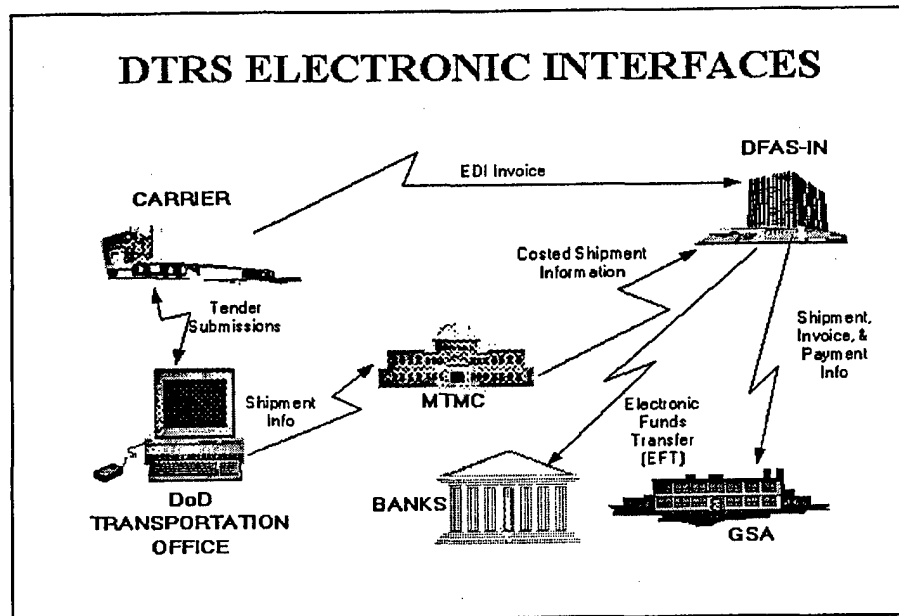 DTRS ELECTRONIC INTERFACES
DFAS-IN
EDI Invoice
CARRIER
Costed Shipment
Information
Tender
Submissions
Shipment,
Invoice, &
Payment
Info
MTMC
Shipment
Info
Electronic
Funds
Transfer
(EFT)
BANKS
GSA
DoD
TRANSPORTATION
OFFICE